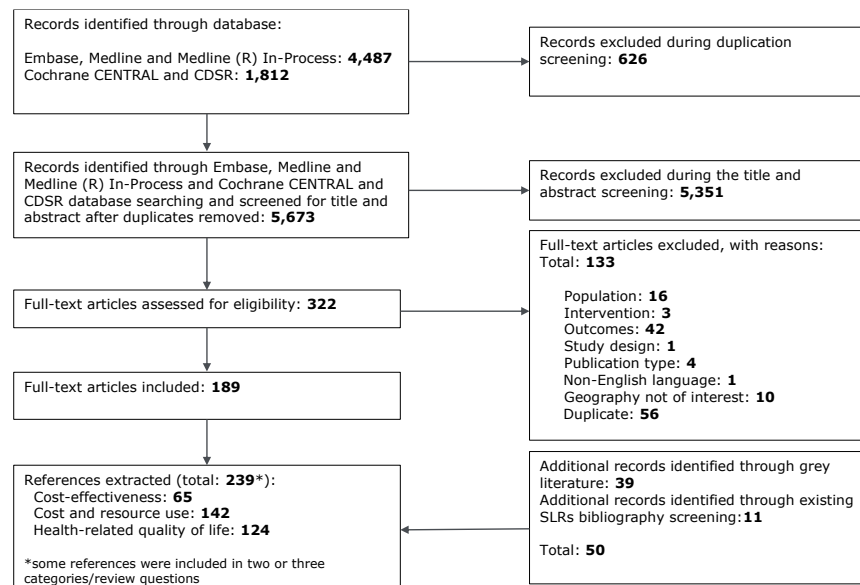 Records identified through database:
Embase, Medline and Medline (R) In-Process: 4,487
Cochrane CENTRAL and CDSR: 1,812
Records excluded during duplication
screening: 626
Records identified through Embase, Medline and
Medline (R) In-Process and Cochrane CENTRAL and
CDSR database searching and screened for title and
abstract after duplicates removed: 5,673
Records excluded during the title and
abstract screening: 5,351
Full-text articles assessed for eligibility: 322
Full-text articles excluded, with reasons:
Total: 133
Population: 16
Intervention: 3
Outcomes: 42
Study design: 1
Publication type: 4
Non-English language: 1
Geography not of interest: 10
Duplicate: 56
Full-text articles included: 189
References extracted (total: 239*):
Cost-effectiveness: 65
Cost and resource use: 142
Health-related quality of life: 124
*some references were included in two or three
categories/review questions
Additional records identified through grey
literature: 39
Additional records identified through existing
SLRs bibliography screening:11
Total: 50